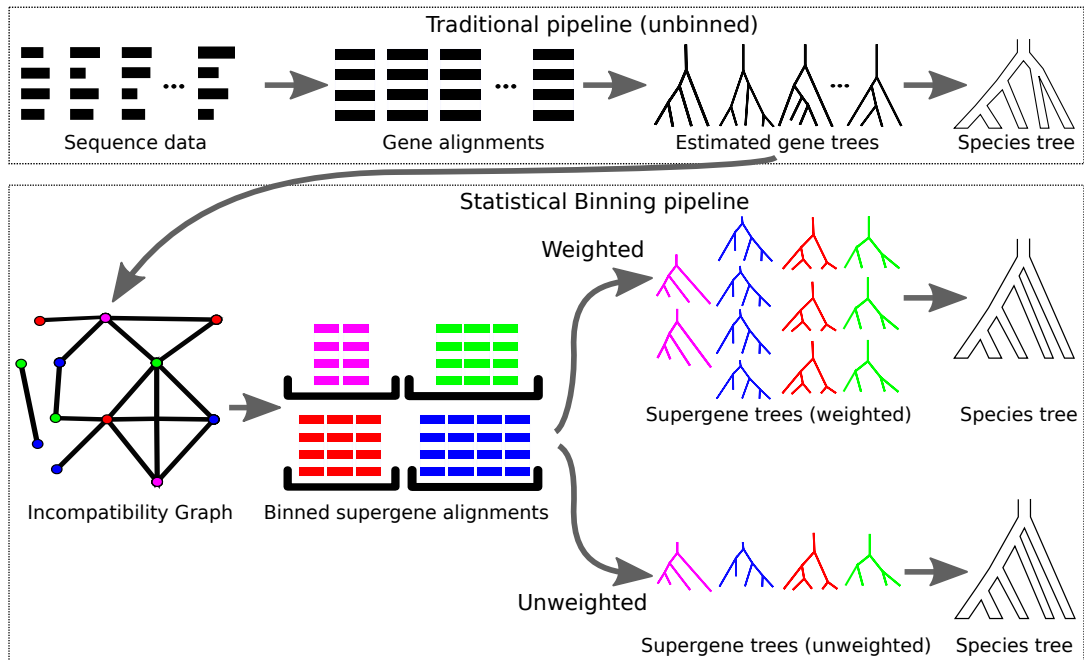 Traditional pipeline (unbinned)
...
...
...
Sequence data
Gene alignments
Estimated gene trees
Species tree
Statistical Binning pipeline
Weighted
Supergene trees (weighted)
Species tree
Incompatibility Graph
Binned supergene alignments
Unweighted
Supergene trees (unweighted)
Species tree